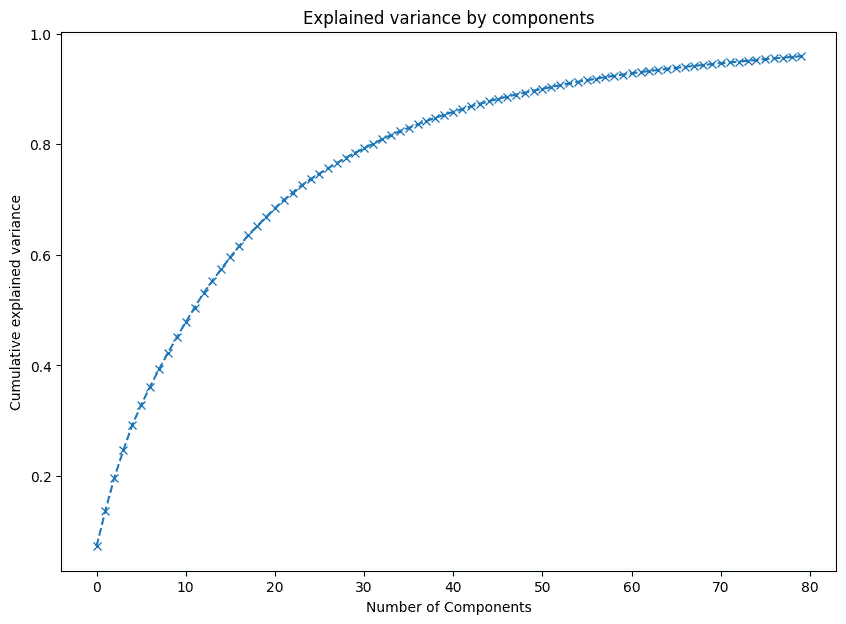 Explained variance by components
Cumulative explained variance
1.0
0.8
0.6
0.4
0.2
0 10 20 30 40 50 60 70 80
Number of Components